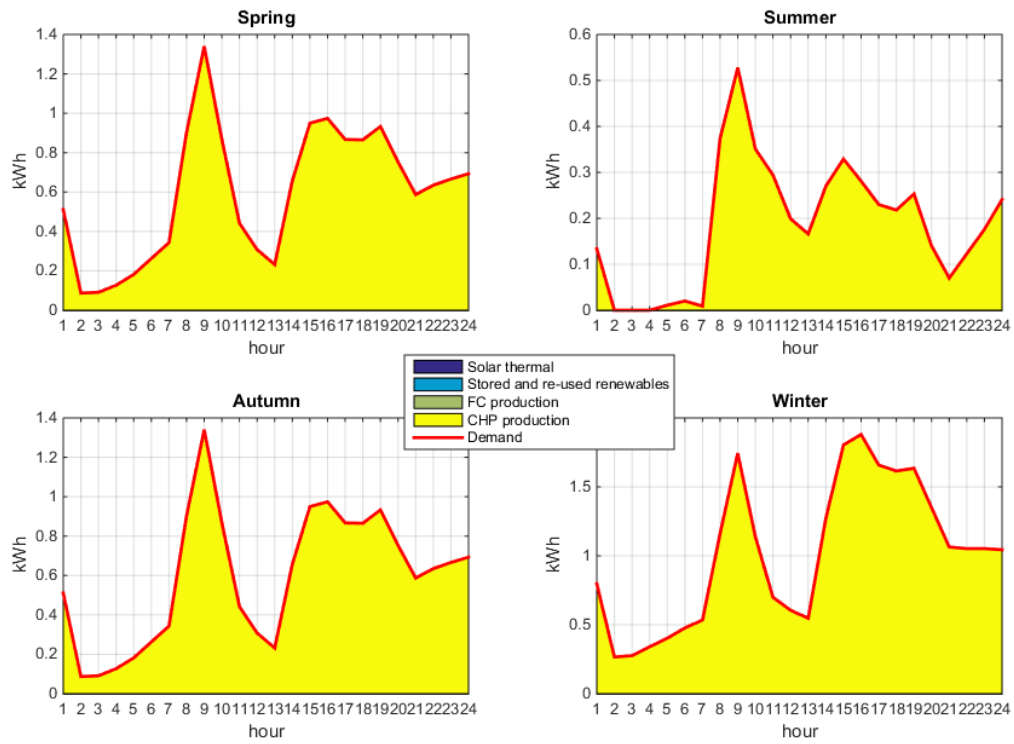 Spring
1.4
1.2
1
0.8
0.6
0.4
0.2
0
kWh
1 2 3 4 5 6 7 8 9 10 11 12 13 14 15 16 17 18 19 20 21 22 23 24
hour
Summer
0.6
0.5
0.4
0.3
0.2
0.1
0
kWh
1 2 3 4 5 6 7 8 9 10 11 12 13 14 15 16 17 18 19 20 21 22 23 24
hour
Solar thermal
Stored and re-used renewables
FC production
CHP production
Demand
Autumn
1.4
1.2
1
0.8
0.6
0.4
0.2
0
kWh
1 2 3 4 5 6 7 8 9 10 11 12 13 14 15 16 17 18 19 20 21 22 23 24
hour
Winter
1.5
1
0.5
0
kWh
1 2 3 4 5 6 7 8 9 10 11 12 13 14 15 16 17 18 19 20 21 22 23 24
hour